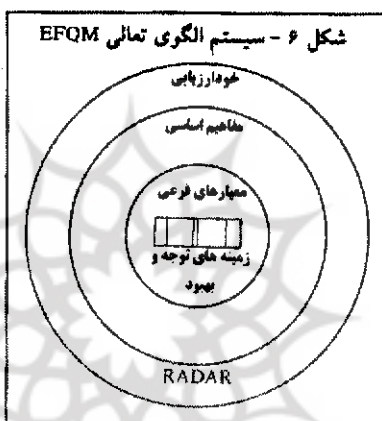 شکل ۶ - سیستم الگوی تعالی EFQM
خودارزیابی
مفاهیم اساسی
معیارهای فرعی
زمینه های توجه و
بهبود
RADAR